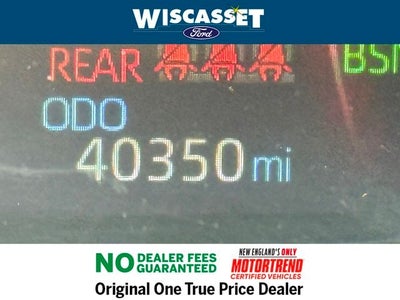 WISCASSET
Ford
REAR
BSM
ODO
40350 mi
NO DEALER FEES GUARANTEED
NEW ENGLAND'S ONLY
MOTORTREND
CERTIFIED VEHICLES
Original One True Price Dealer